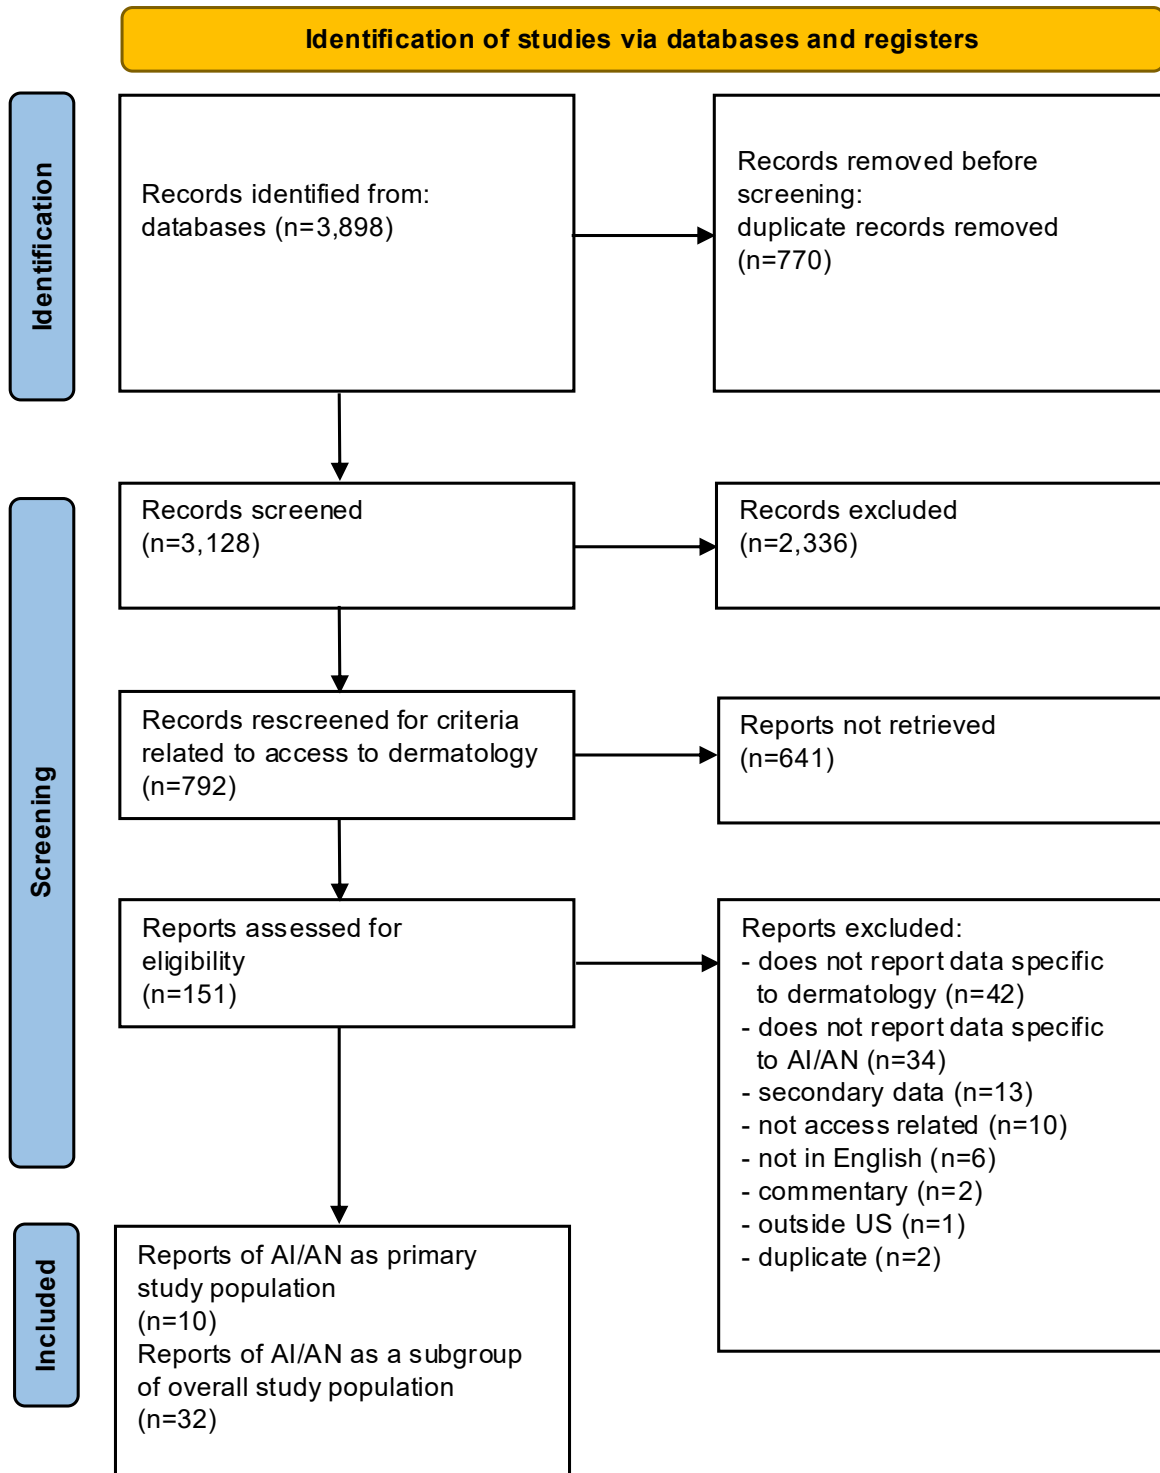 Identification of studies via databases and registers
Identification
Records identified from:
databases (n=3,898)
Records removed before
screening:
duplicate records removed
(n=770)
Screening
Records screened
(n=3,128)
Records excluded
(n=2,336)
Records rescreened for criteria
related to access to dermatology
(n=792)
Reports not retrieved
(n=641)
Reports assessed for
eligibility
(n=151)
Reports excluded:
- does not report data specific
to dermatology (n=42)
- does not report data specific
to AI/AN (n=34)
- secondary data (n=13)
- not access related (n=10)
- not in English (n=6)
- commentary (n=2)
- outside US (n=1)
- duplicate (n=2)
Included
Reports of AI/AN as primary
study population
(n=10)
Reports of AI/AN as a subgroup
of overall study population
(n=32)